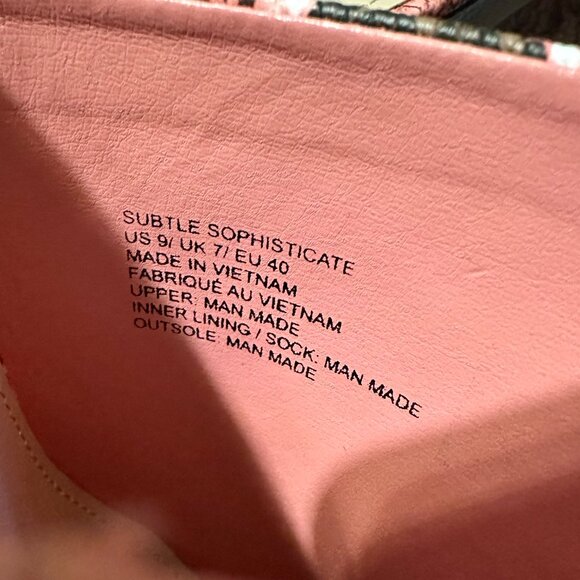 SUBTLE SOPHISTICATE
US 9/ UK 7/ EU 40
MADE IN VIETNAM
FABRIQUÉ AU VIETNAM
UPPER: MAN MADE
INNER LINING / SOCK: MAN MADE
OUTSOLE: MAN MADE